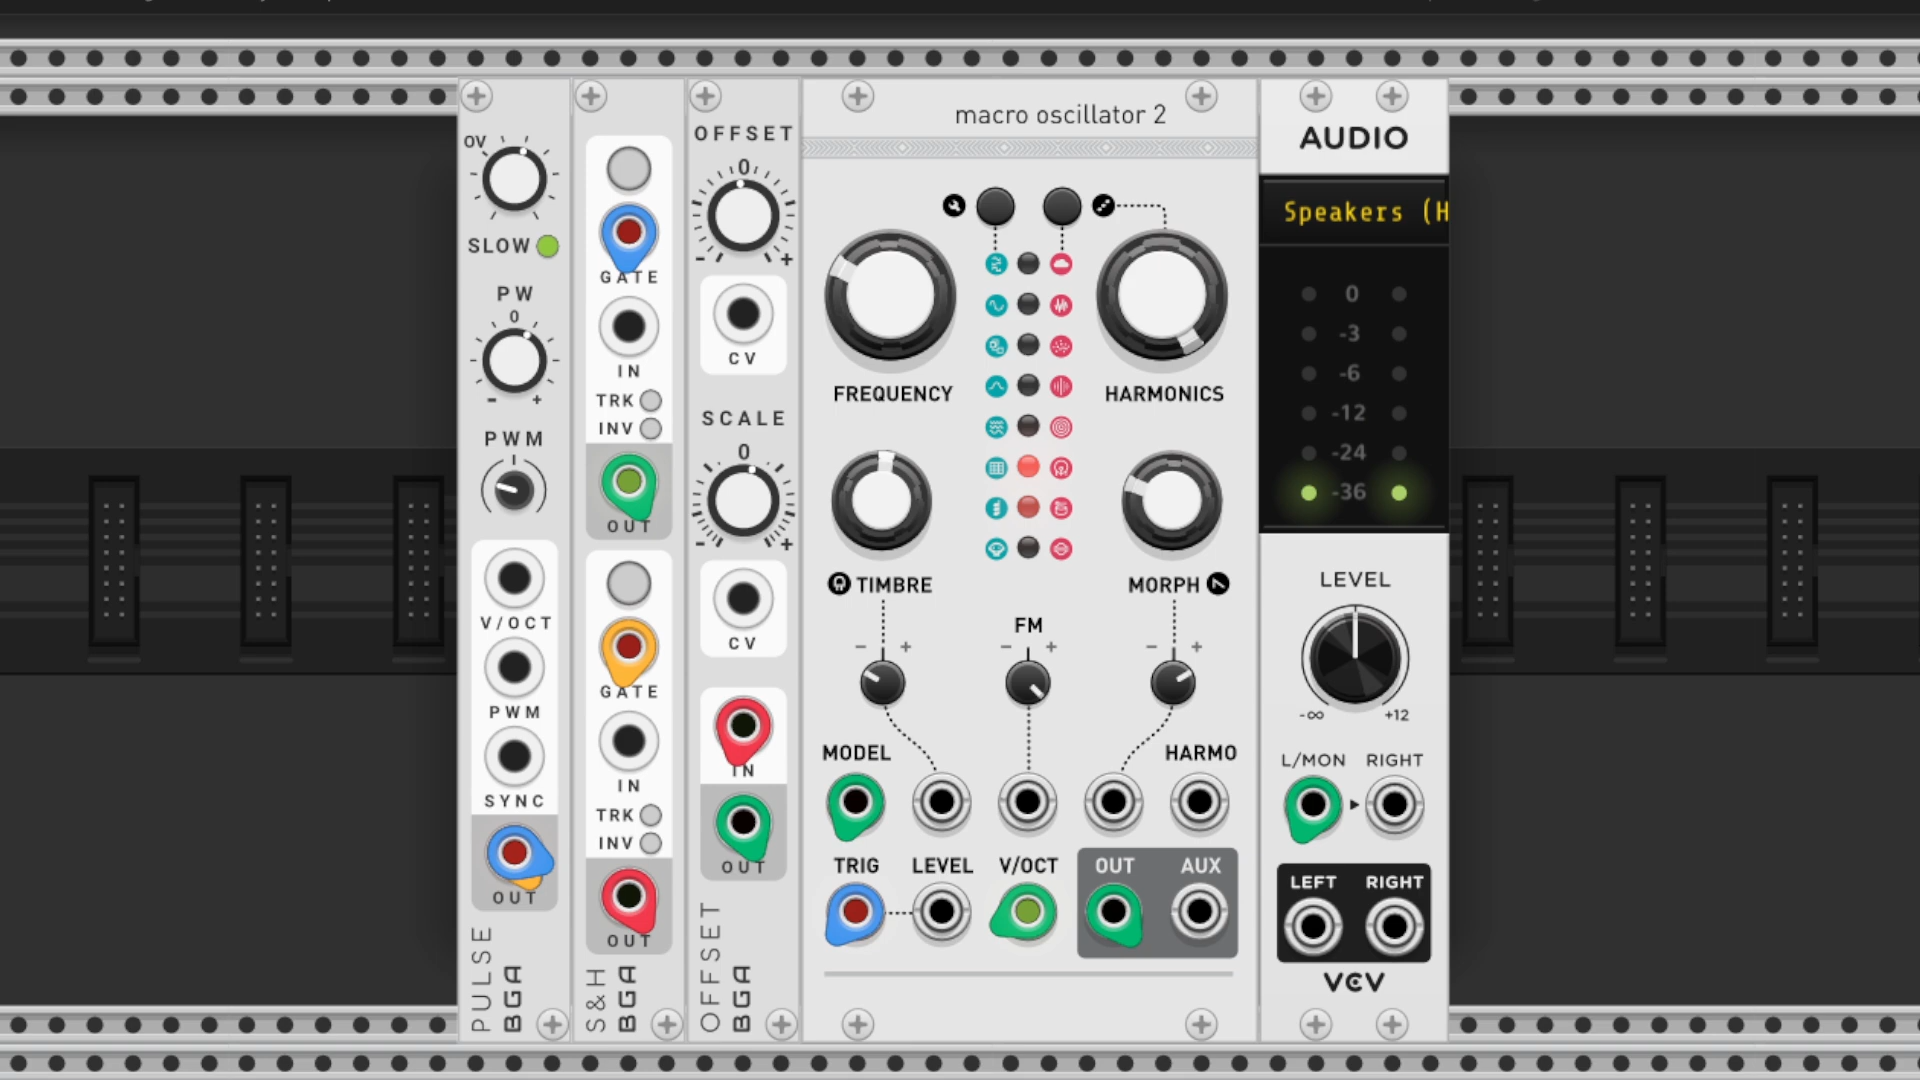 0V
SLOW
PW
0
- +
PWM
V/OCT
PWM
SYNC
OUT
PULSE
BGA
GATE
IN
TRK
INV
OUT
GATE
IN
TRK
INV
OUT
S&H
BGA
OFFSET
0
- +
CV
SCALE
0
- +
CV
IN
OUT
OFFSET
BGA
macro oscillator 2
FREQUENCY
HARMONICS
TIMBRE
MORPH
FM
- +
- +
- +
MODEL
HARMO
TRIG
LEVEL
V/OCT
OUT
AUX
AUDIO
Speakers (H
0
-3
-6
-12
-24
-36
LEVEL
-∞ +12
L/MON RIGHT
LEFT RIGHT
VCV